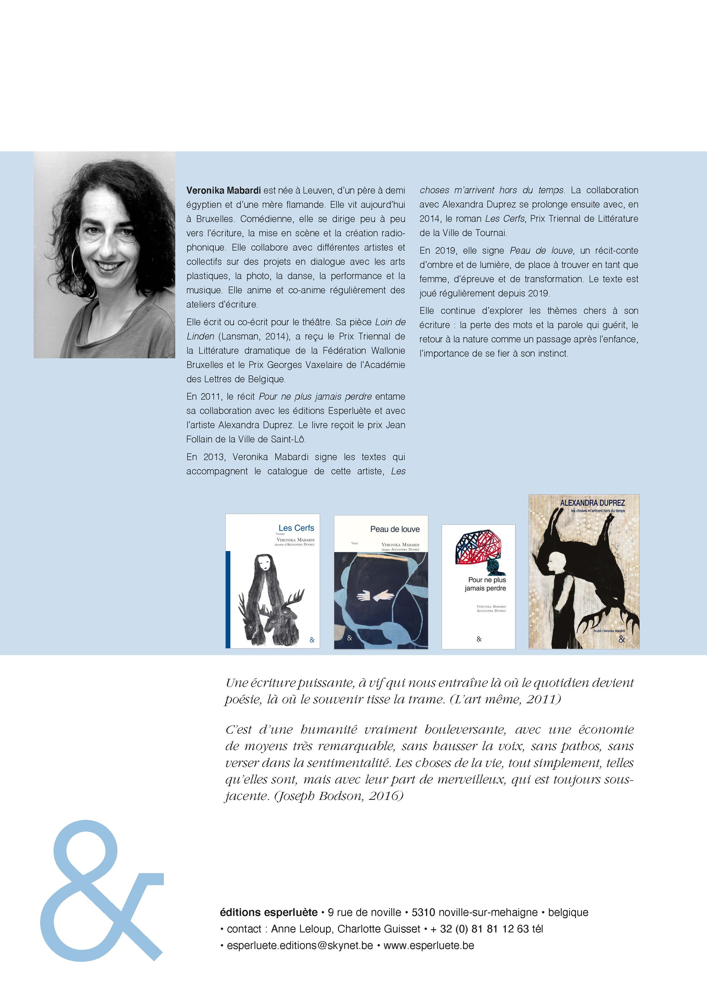 Veronika Mabardi est née à Leuven, d’un père à demi
égyptien et d’une mère flamande. Elle vit aujourd’hui
à Bruxelles. Comédienne, elle se dirige peu à peu
vers l’écriture, la mise en scène et la création radio-
phonique. Elle collabore avec différentes artistes et
collectifs sur des projets en dialogue avec les arts
plastiques, la photo, la danse, la performance et la
musique. Elle anime et co-anime régulièrement des
ateliers d’écriture.
Elle écrit ou co-écrit pour le théâtre. Sa pièce Loin de
Linden (Lansman, 2014), a reçu le Prix Triennal de
la Littérature dramatique de la Fédération Wallonie
Bruxelles et le Prix Georges Vaxelaire de l’Académie
des Lettres de Belgique.
En 2011, le récit Pour ne plus jamais perdre entame
sa collaboration avec les éditions Esperluète et avec
l’artiste Alexandra Duprez. Le livre reçoit le prix Jean
Follain de la Ville de Saint-Lô.
En 2013, Veronika Mabardi signe les textes qui
accompagnent le catalogue de cette artiste, Les
choses m’arrivent hors du temps. La collaboration
avec Alexandra Duprez se prolonge ensuite avec, en
2014, le roman Les Cerfs, Prix Triennal de Littérature
de la Ville de Tournai.
En 2019, elle signe Peau de louve, un récit-conte
d’ombre et de lumière, de place à trouver en tant que
femme, d’épreuve et de transformation. Le texte est
joué régulièrement depuis 2019.
Elle continue d’explorer les thèmes chers à son
écriture : la perte des mots et la parole qui guérit, le
retour à la nature comme un passage après l’enfance,
l’importance de se fier à son instinct.
Les Cerfs
*roman
VERONIKA MABARDI
dessins d’ALEXANDRA DUPREZ
&
Peau de louve
*récit
VERONIKA MABARDI
images ALEXANDRA DUPREZ
&
Pour ne plus
jamais perdre
VERONIKA MABARDI
ALEXANDRA DUPREZ
&
ALEXANDRA DUPREZ
les choses m’arrivent hors du temps
textes | Veronika Mabardi
&
Une écriture puissante, à vif qui nous entraîne là où le quotidien devient
poésie, là où le souvenir tisse la trame. (L’art même, 2011)
C’est d’une humanité vraiment bouleversante, avec une économie
de moyens très remarquable, sans hausser la voix, sans pathos, sans
verser dans la sentimentalité. Les choses de la vie, tout simplement, telles
qu’elles sont, mais avec leur part de merveilleux, qui est toujours sous-
jacente. (Joseph Bodson, 2016)
&
éditions esperluète • 9 rue de noville • 5310 noville-sur-mehaigne • belgique
• contact : Anne Leloup, Charlotte Guisset • + 32 (0) 81 81 12 63 tél
• esperluete.editions@skynet.be • www.esperluete.be